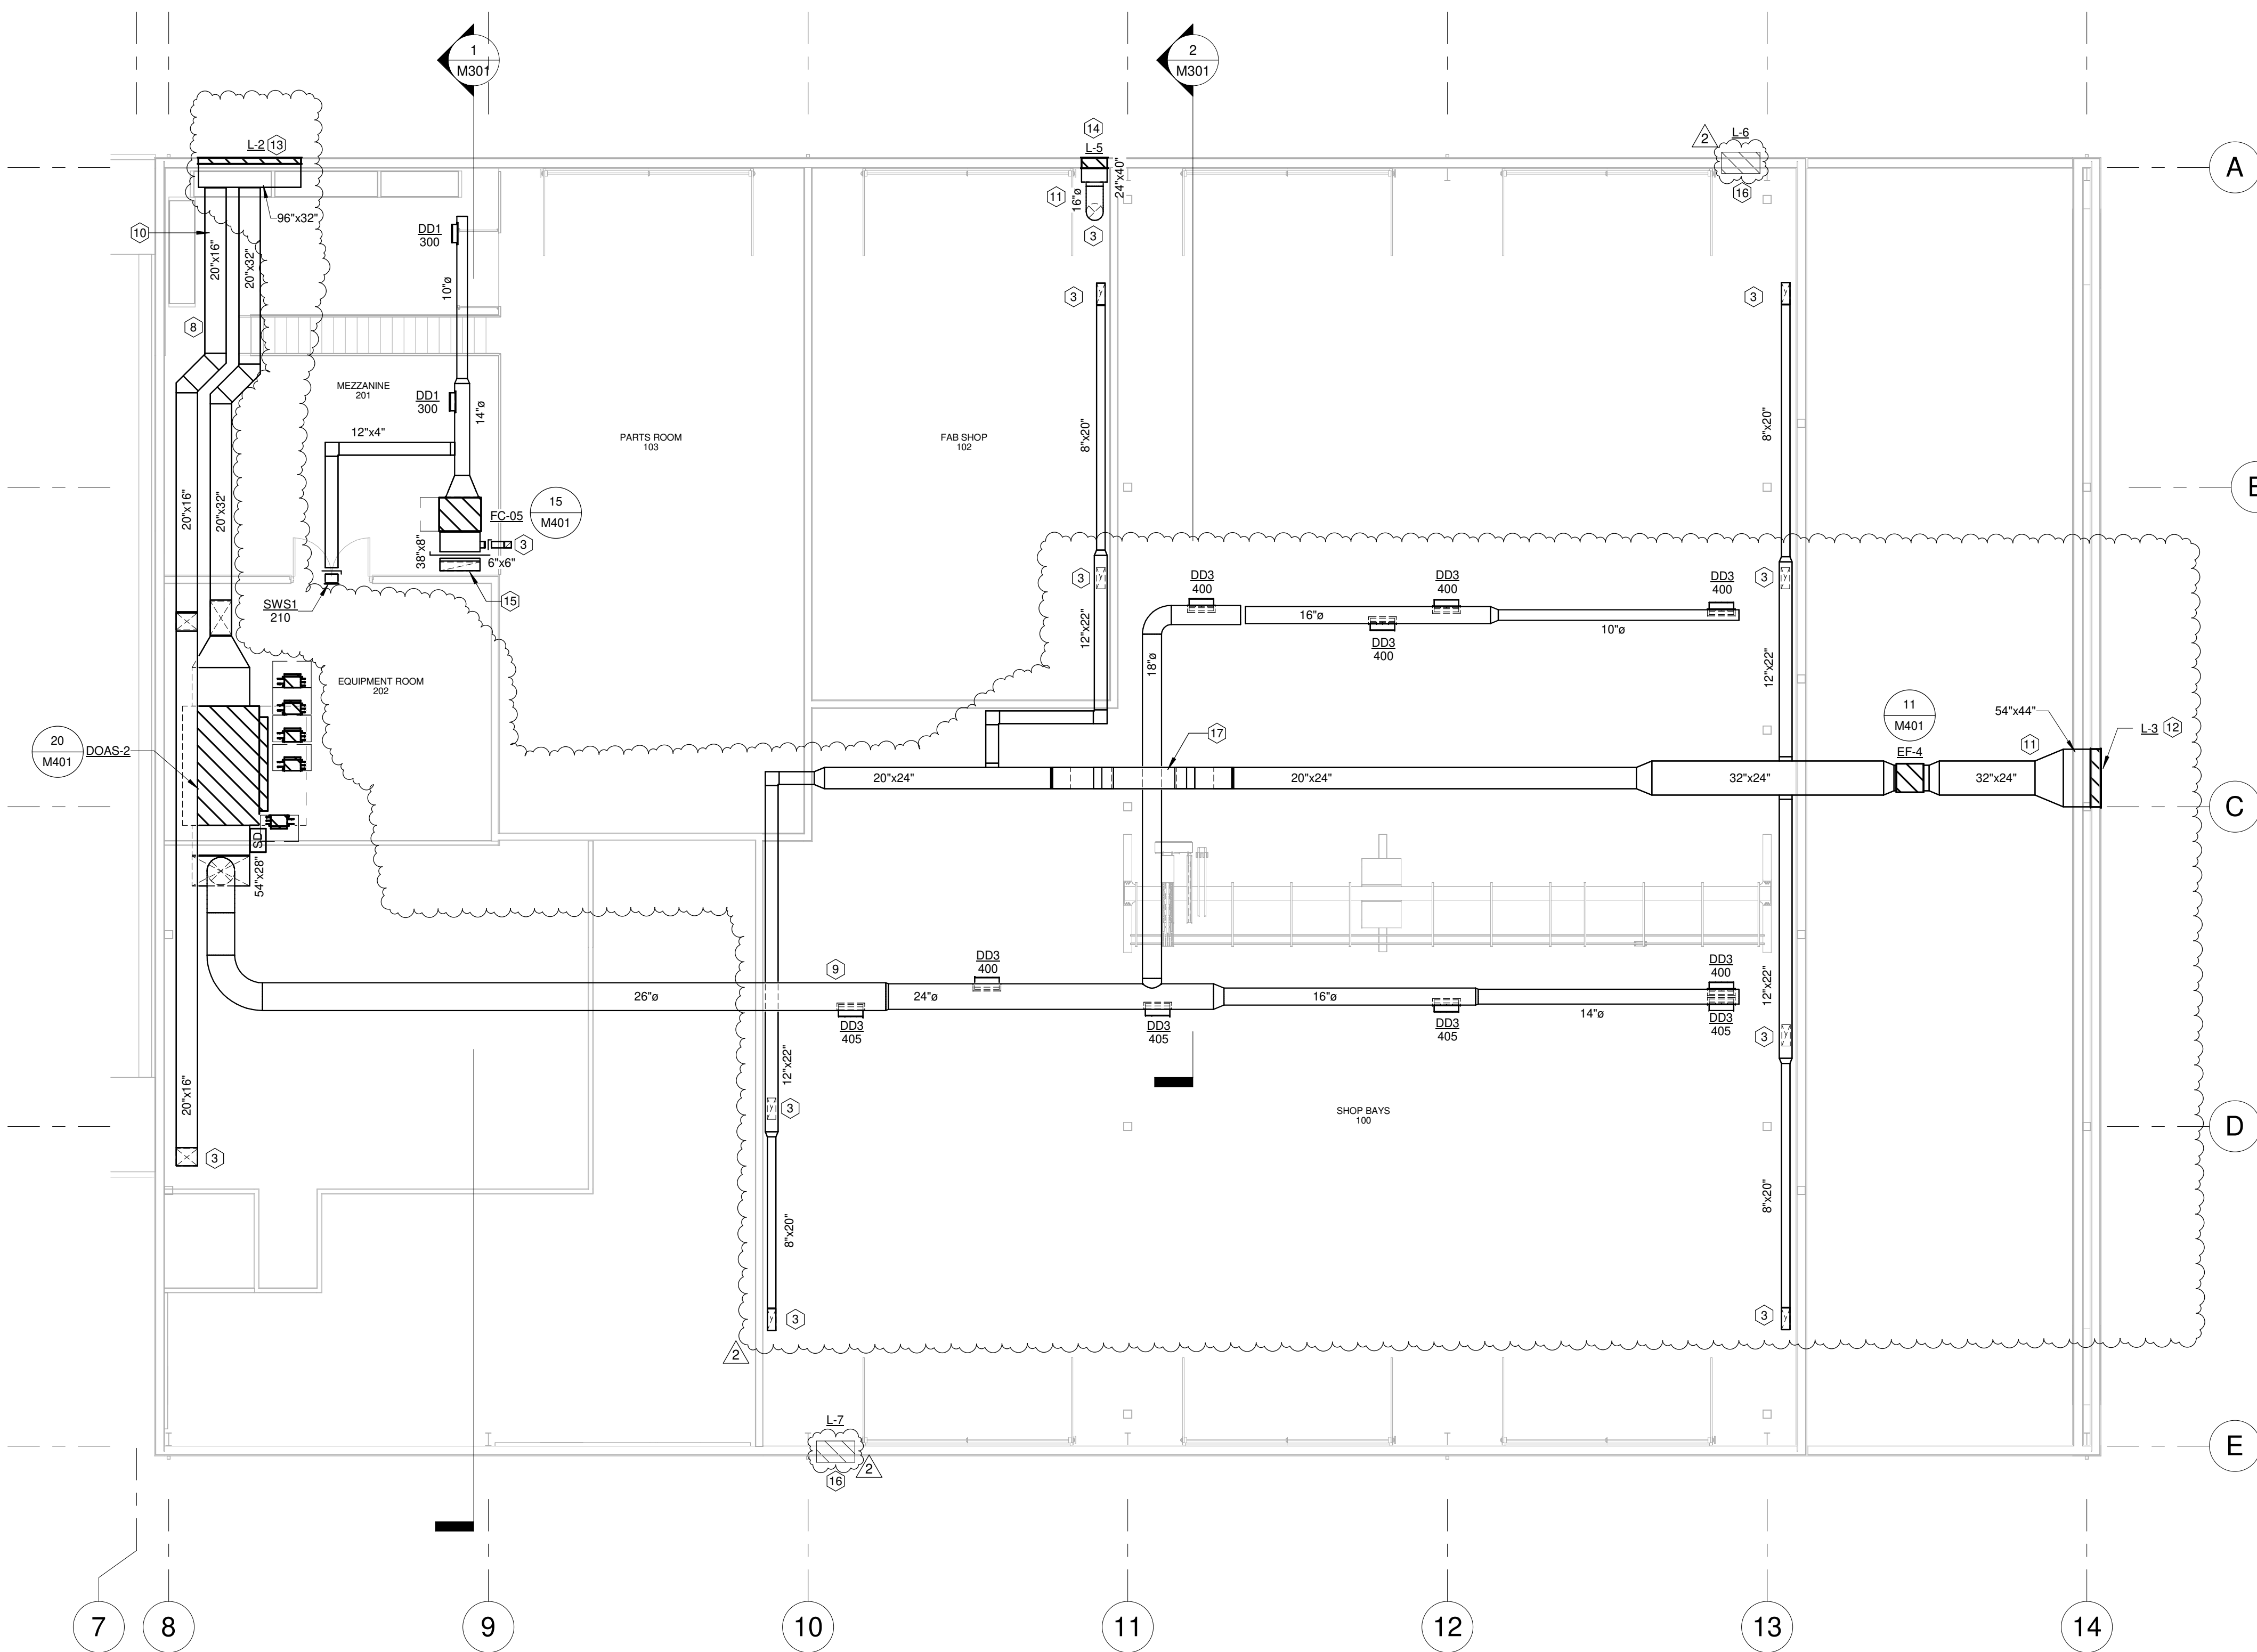 1
M301
2
M301
L-2 13
14
L-5
2
L-6
A
24"x40"
11
16"ø
16
96"x32"
10
DD1
300
3
20"x16"
20"x32"
10"ø
3
3
8
MEZZANINE
201
DD1
300
14"ø
12"x4"
PARTS ROOM
103
FAB SHOP
102
8"x20"
8"x20"
20"x16"
20"x32"
FC-05
15
M401
3
38"x8"
6"x6"
SWS1
210
15
3
DD3
400
DD3
400
DD3
400
3
12"x22"
16"ø
10"ø
DD3
400
18"ø
12"x22"
EQUIPMENT ROOM
202
20
M401
DOAS-2
17
11
M401
EF-4
54"x44"
11
L-3 12
20"x24"
20"x24"
32"x24"
32"x24"
C
SD
54"x28"
9
DD3
400
DD3
400
26"ø
24"ø
16"ø
14"ø
12"x22"
DD3
405
DD3
405
DD3
405
DD3
405
3
12"x22"
20"x16"
3
SHOP BAYS
100
D
3
8"x20"
8"x20"
3
3
2
L-7
2
16
E
7
8
9
10
11
12
13
14